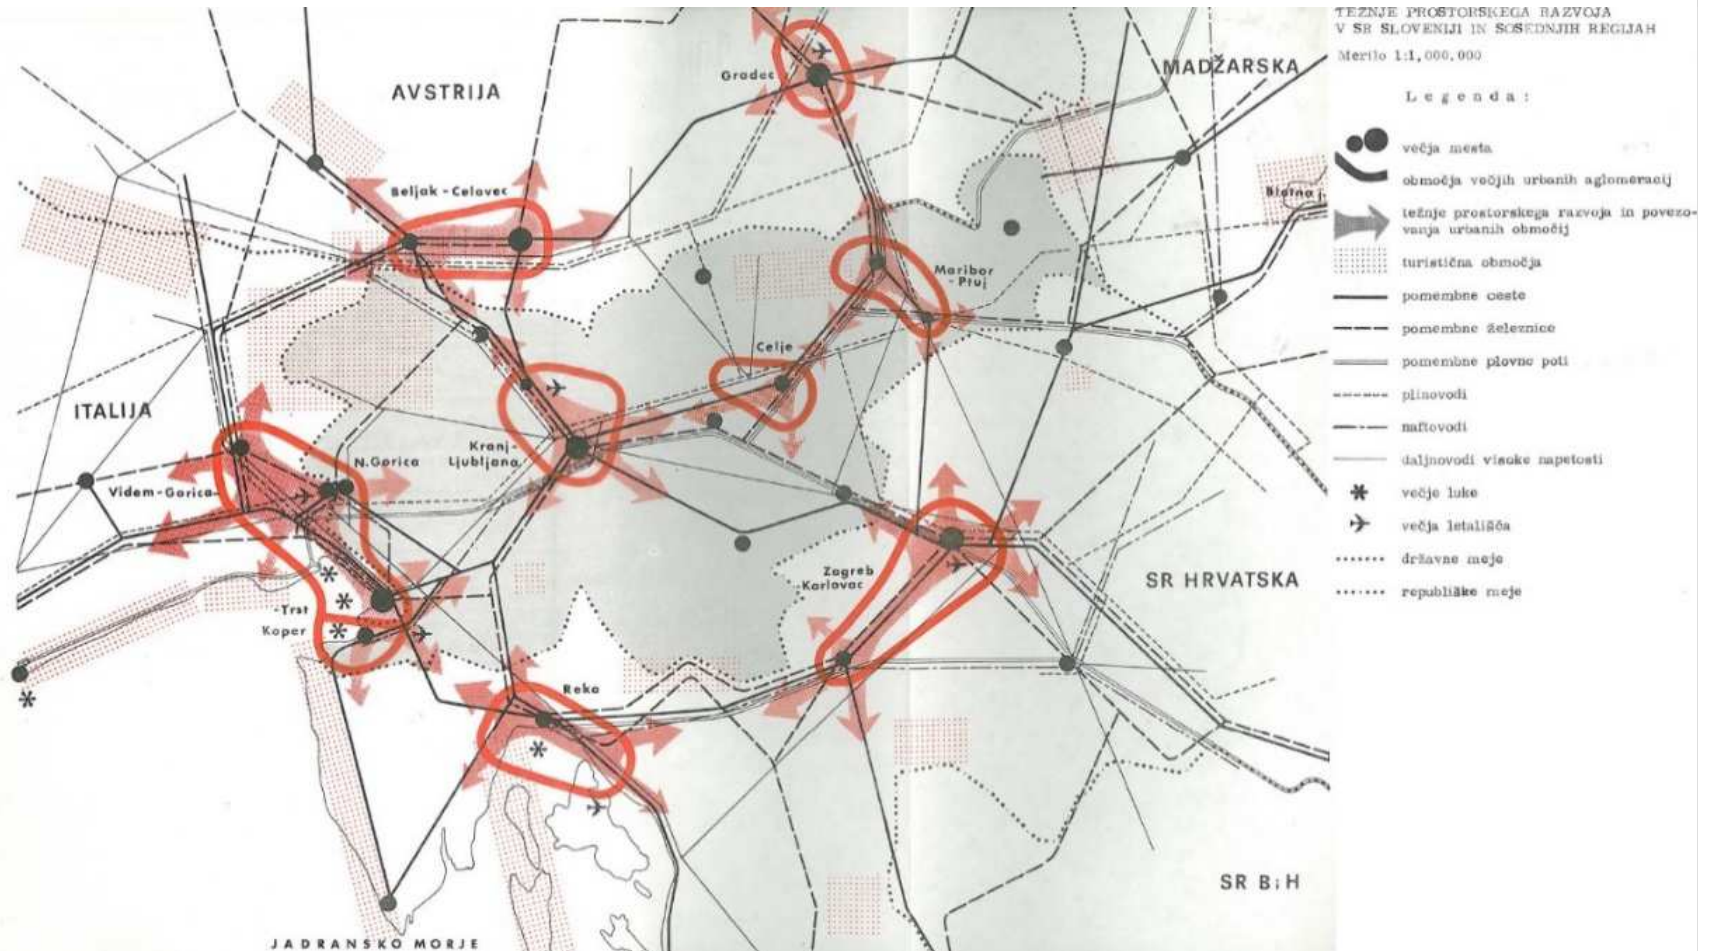 TEŽNJE PROSTORSKEGA RAZVOJA
V SR SLOVENIJI IN SOSEDNJIH REGIJAH
Merilo 1:1,000,000
Legenda:
večja mesta
območja večjih urbanih aglomeracij
težnje prostorskega razvoja in povezo-
vanja urbanih območij
turistična območja
pomembne ceste
pomembne železnice
pomembne plovne poti
plinovodi
naftovodi
daljnovodi visoke napetosti
večje luke
večja letališča
državne meje
republiške meje
AVSTRIJA
Gradec
MADŽARSKA
Beljak-Celovec
Blatno j.
Maribor
-Ptuj
Celje
ITALIJA
Kranj-
Ljubljana
N.Gorica
Videm-Gorica-
Zagreb
-Karlovac
SR HRVATSKA
-Trst
Koper
Reka
SR BiH
JADRANSKO MORJE